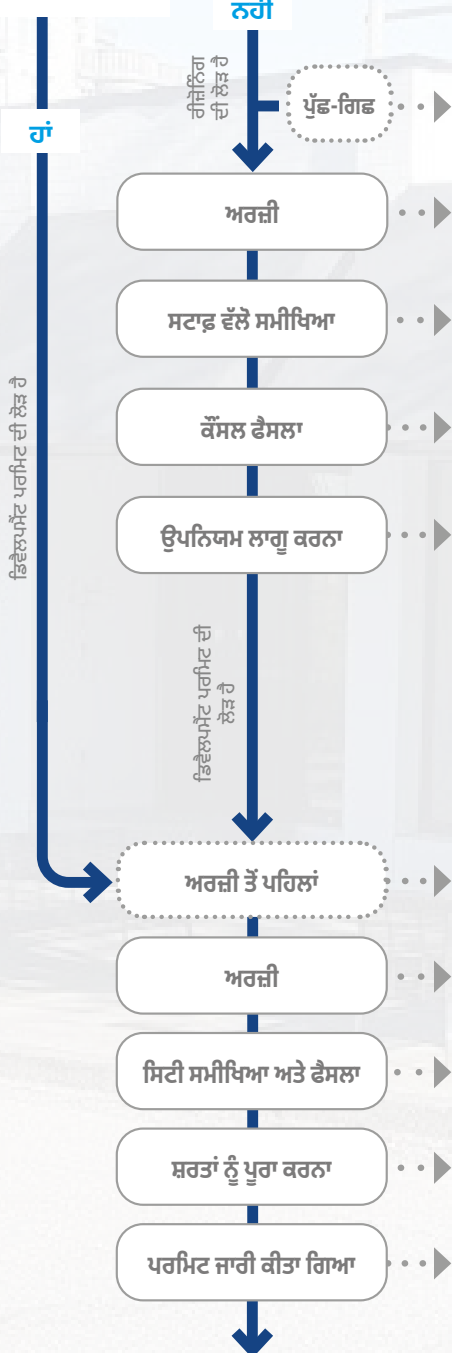 ਨਹੀਂ
ਰੀਜ਼ੋਨਿੰਗ
ਦੀ ਲੋੜ ਹੈ
ਪੁੱਛ-ਗਿਛ
ਹਾਂ
ਅਰਜ਼ੀ
ਸਟਾਫ਼ ਵੱਲੋ ਸਮੀਖਿਆ
ਕੌਂਸਲ ਫੈਸਲਾ
ਡਿਵੈਲਪਮੈਂਟ ਪਰਮਿਟ ਦੀ ਲੋੜ ਹੈ
ਉਪਨਿਯਮ ਲਾਗੂ ਕਰਨਾ
ਡਿਵੈਲਪਮੈਂਟ ਪਰਮਿਟ ਦੀ
ਲੋੜ ਹੈ
ਅਰਜ਼ੀ ਤੋਂ ਪਹਿਲਾਂ
ਅਰਜ਼ੀ
ਸਿਟੀ ਸਮੀਖਿਆ ਅਤੇ ਫੈਸਲਾ
ਸ਼ਰਤਾਂ ਨੂੰ ਪੂਰਾ ਕਰਨਾ
ਪਰਮਿਟ ਜਾਰੀ ਕੀਤਾ ਗਿਆ